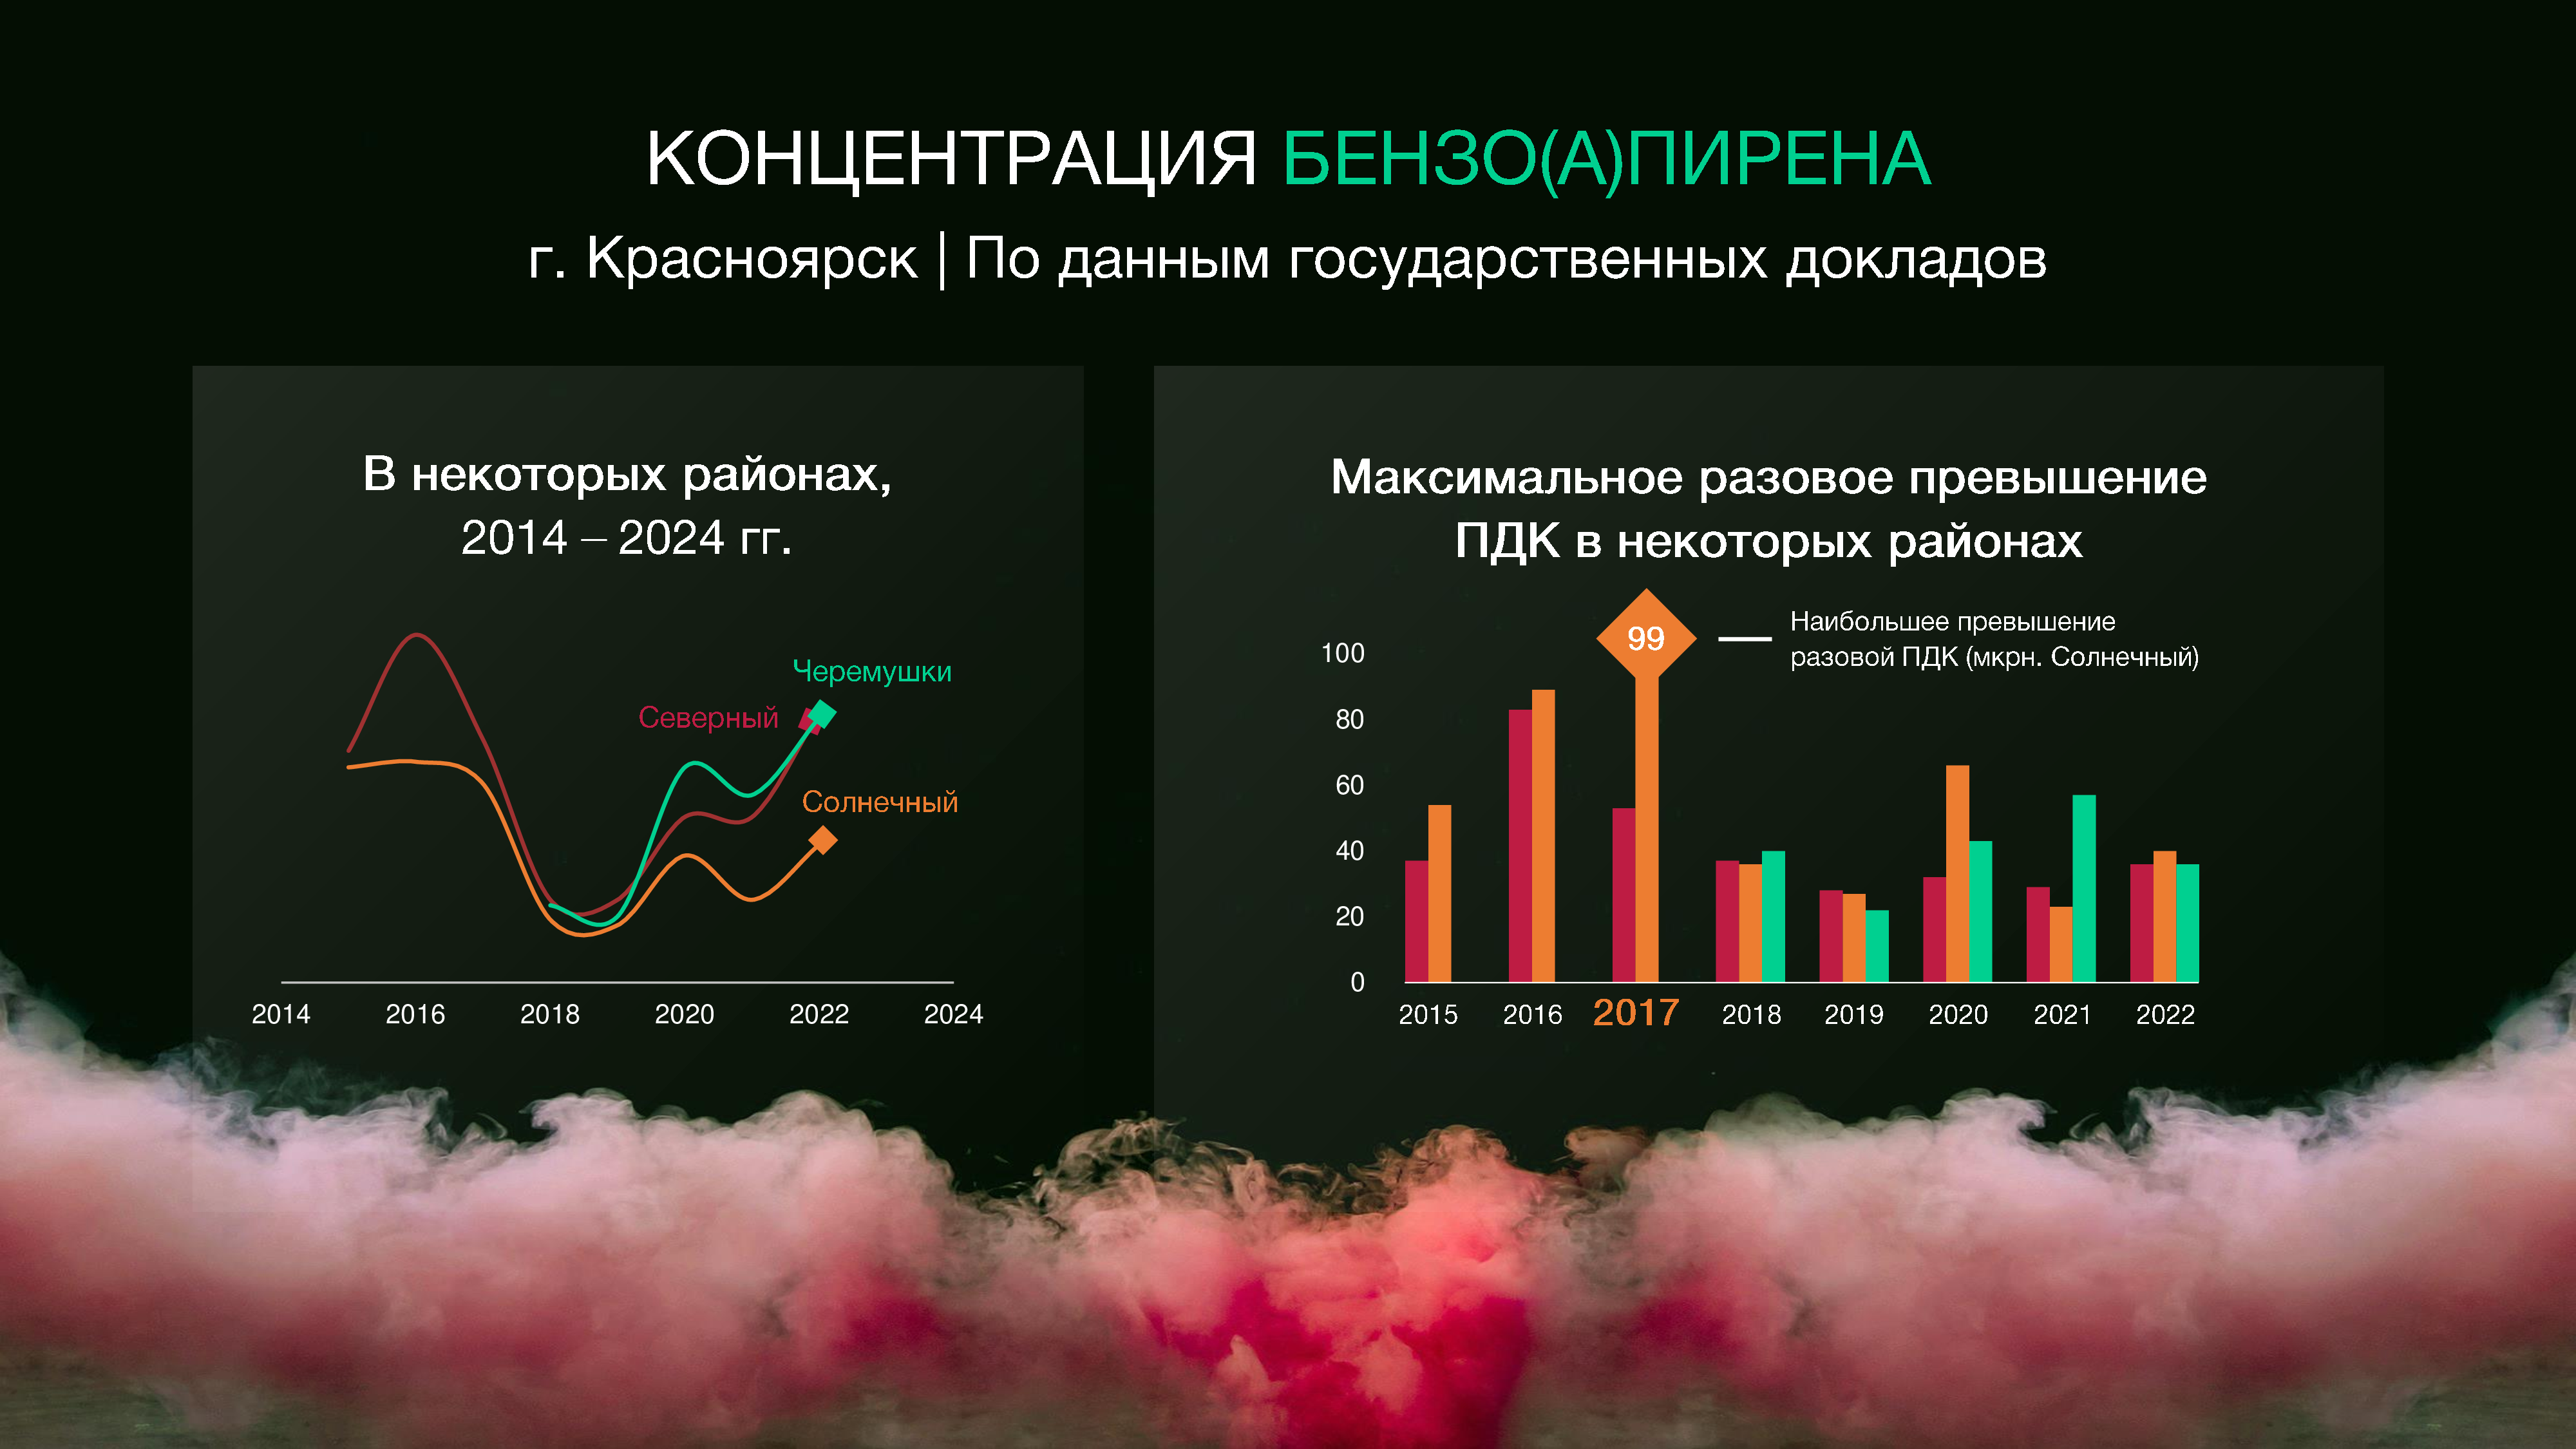 КОНЦЕНТРАЦИЯ БЕНЗО(А)ПИРЕНА
г. Красноярск | По данным государственных докладов
В некоторых районах,
2014 – 2024 гг.
Черемушки
Северный
Солнечный
2014 2016 2018 2020 2022 2024
Максимальное разовое превышение
ПДК в некоторых районах
99
Наибольшее превышение
разовой ПДК (мкрн. Солнечный)
100
80
60
40
20
0
2015 2016 2017 2018 2019 2020 2021 2022